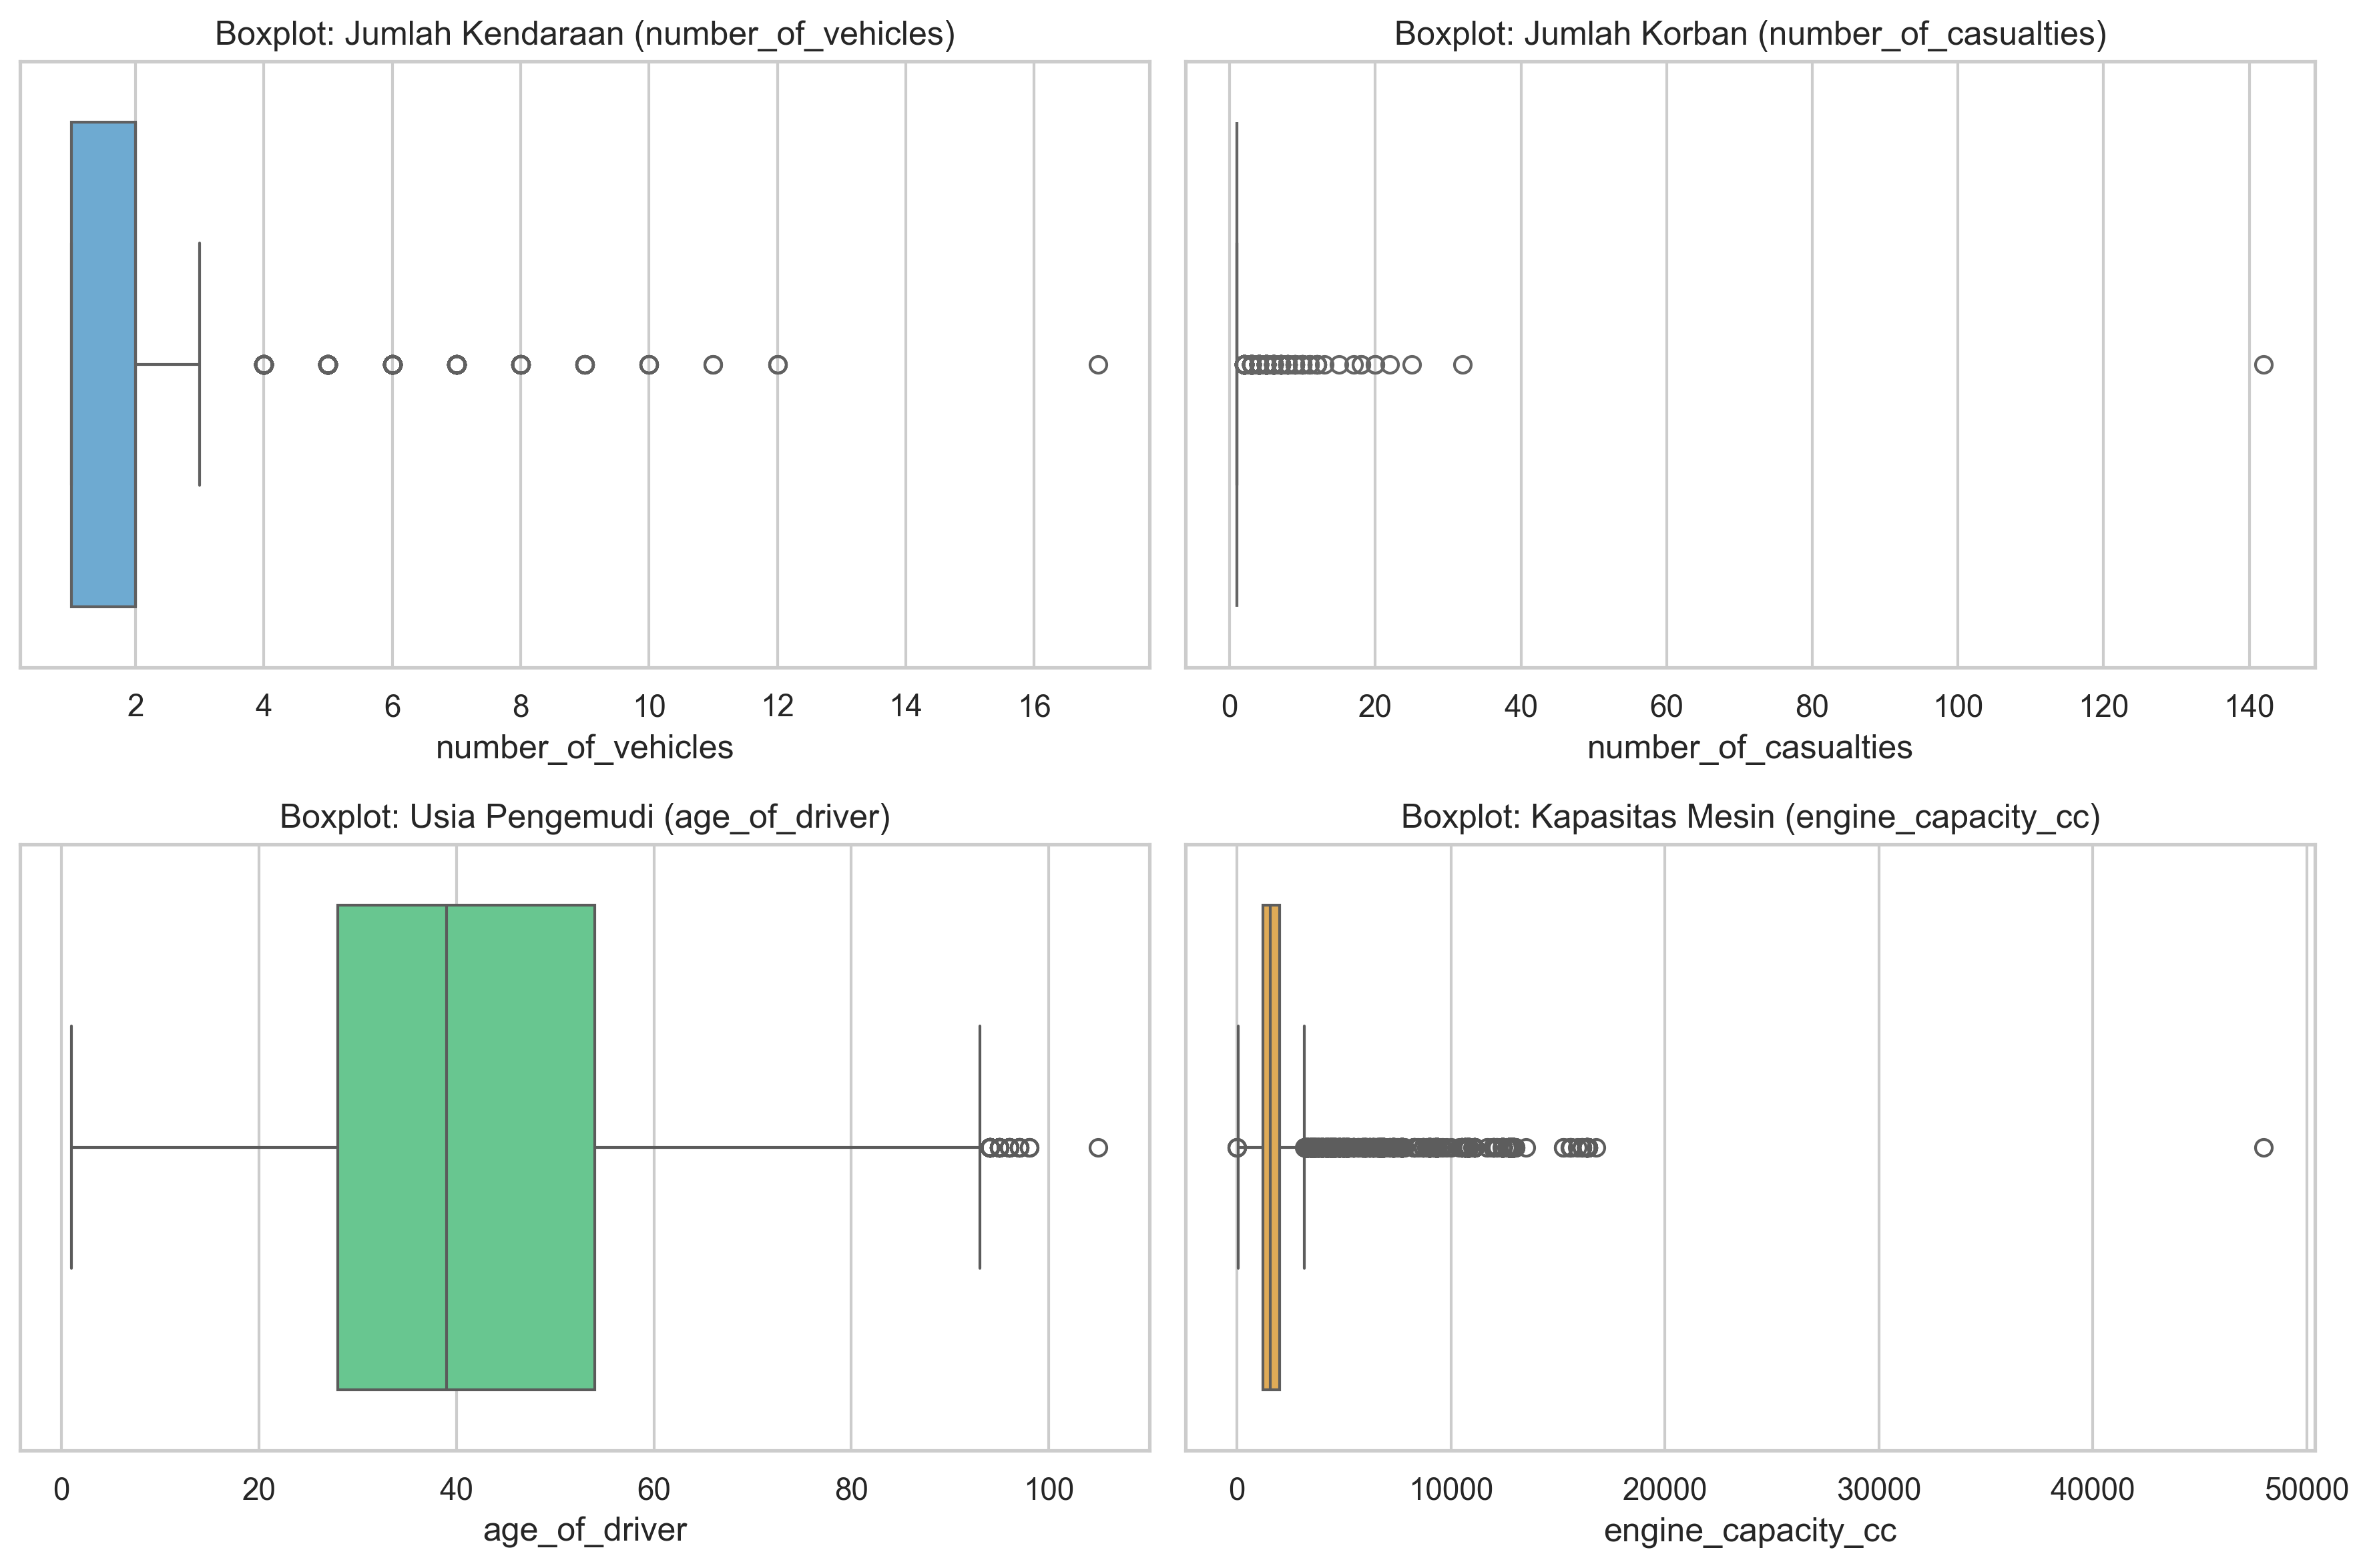 Boxplot: Jumlah Kendaraan (number_of_vehicles)
2 4 6 8 10 12 14 16
number_of_vehicles
Boxplot: Jumlah Korban (number_of_casualties)
0 20 40 60 80 100 120 140
number_of_casualties
Boxplot: Usia Pengemudi (age_of_driver)
0 20 40 60 80 100
age_of_driver
Boxplot: Kapasitas Mesin (engine_capacity_cc)
0 10000 20000 30000 40000 50000
engine_capacity_cc